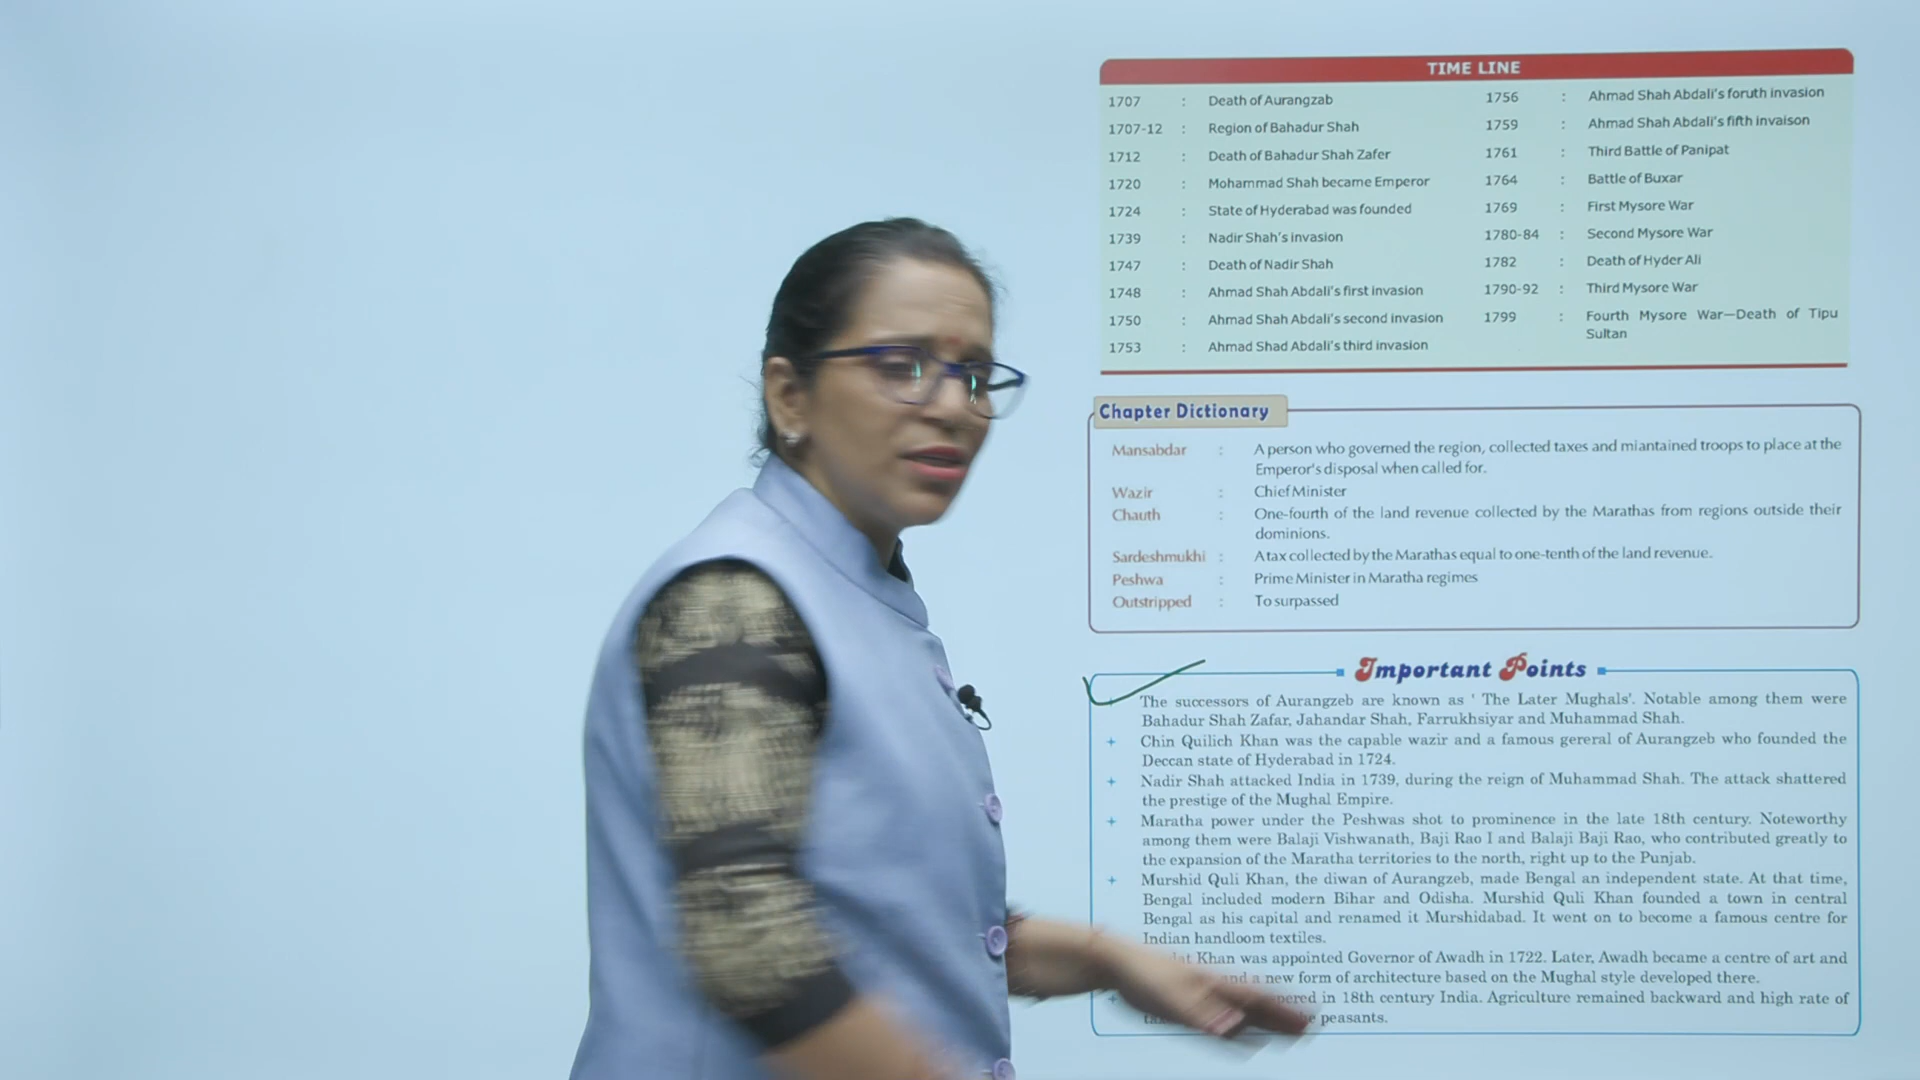 TIME LINE
1707 : Death of Aurangzab
1707-12 : Region of Bahadur Shah
1712 : Death of Bahadur Shah Zafer
1720 : Mohammad Shah became Emperor
1724 : State of Hyderabad was founded
1739 : Nadir Shah's invasion
1747 : Death of Nadir Shah
1748 : Ahmad Shah Abdali's first invasion
1750 : Ahmad Shah Abdali's second invasion
1753 : Ahmad Shad Abdali's third invasion
1756 : Ahmad Shah Abdali's foruth invasion
1759 : Ahmad Shah Abdali's fifth invaison
1761 : Third Battle of Panipat
1764 : Battle of Buxar
1769 : First Mysore War
1780-84 : Second Mysore War
1782 : Death of Hyder Ali
1790-92 : Third Mysore War
1799 : Fourth Mysore War—Death of Tipu
Sultan
Chapter Dictionary
Mansabdar : A person who governed the region, collected taxes and miantained troops to place at the
Emperor's disposal when called for.
Wazir : Chief Minister
Chauth : One-fourth of the land revenue collected by the Marathas from regions outside their
dominions.
Sardeshmukhi : A tax collected by the Marathas equal to one-tenth of the land revenue.
Peshwa : Prime Minister in Maratha regimes
Outstripped : To surpassed
Important Points
The successors of Aurangzeb are known as ' The Later Mughals'. Notable among them were
Bahadur Shah Zafar, Jahandar Shah, Farrukhsiyar and Muhammad Shah.
Chin Quilich Khan was the capable wazir and a famous gereral of Aurangzeb who founded the
Deccan state of Hyderabad in 1724.
Nadir Shah attacked India in 1739, during the reign of Muhammad Shah. The attack shattered
the prestige of the Mughal Empire.
Maratha power under the Peshwas shot to prominence in the late 18th century. Noteworthy
among them were Balaji Vishwanath, Baji Rao I and Balaji Baji Rao, who contributed greatly to
the expansion of the Maratha territories to the north, right up to the Punjab.
Murshid Quli Khan, the diwan of Aurangzeb, made Bengal an independent state. At that time,
Bengal included modern Bihar and Odisha. Murshid Quli Khan founded a town in central
Bengal as his capital and renamed it Murshidabad. It went on to become a famous centre for
Indian handloom textiles.
Khan was appointed Governor of Awadh in 1722. Later, Awadh became a centre of art and
and a new form of architecture based on the Mughal style developed there.
in 18th century India. Agriculture remained backward and high rate of
peasants.